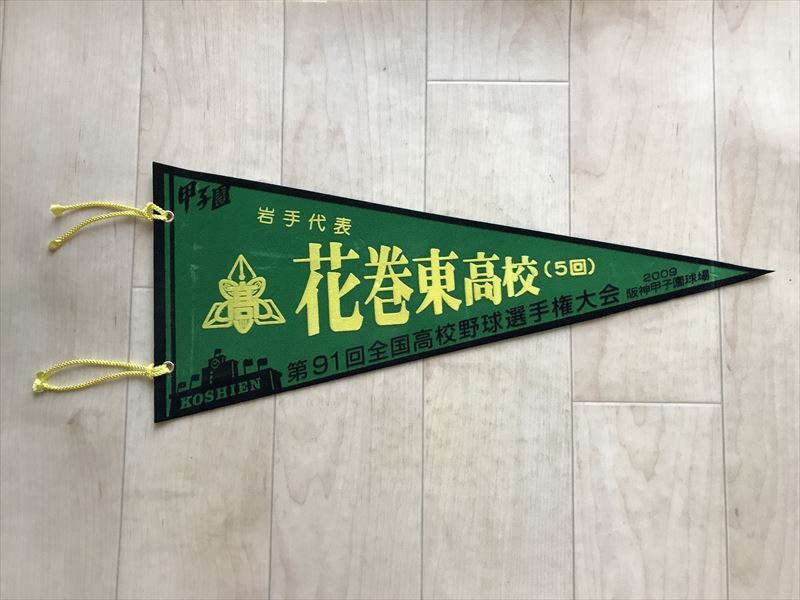 甲子園
岩手代表
花巻東高校(5回)
高
第91回全国高校野球選手権大会
2009
阪神甲子園球場
KOSHIEN